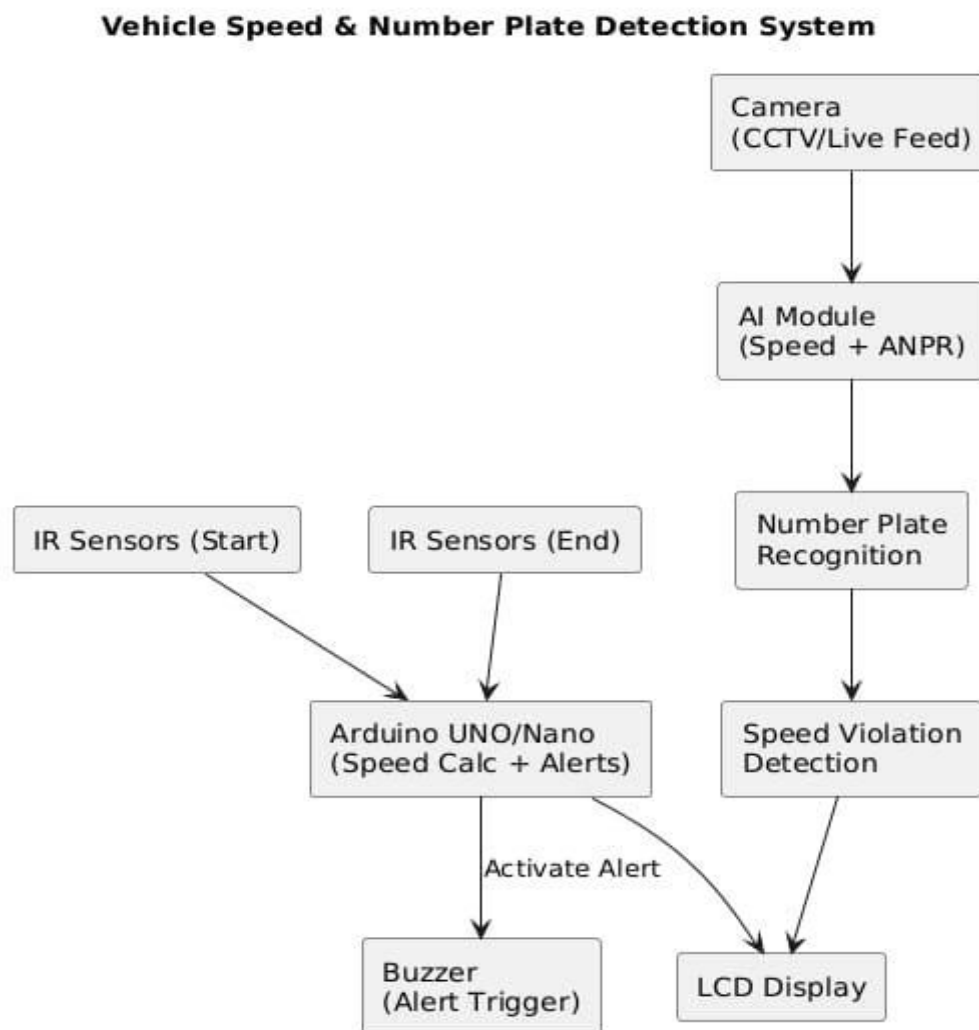 Vehicle Speed & Number Plate Detection System
Camera
(CCTV/Live Feed)
AI Module
(Speed + ANPR)
Number Plate
Recognition
IR Sensors (Start)
IR Sensors (End)
Arduino UNO/Nano
(Speed Calc + Alerts)
Speed Violation
Detection
Activate Alert
Buzzer
(Alert Trigger)
LCD Display